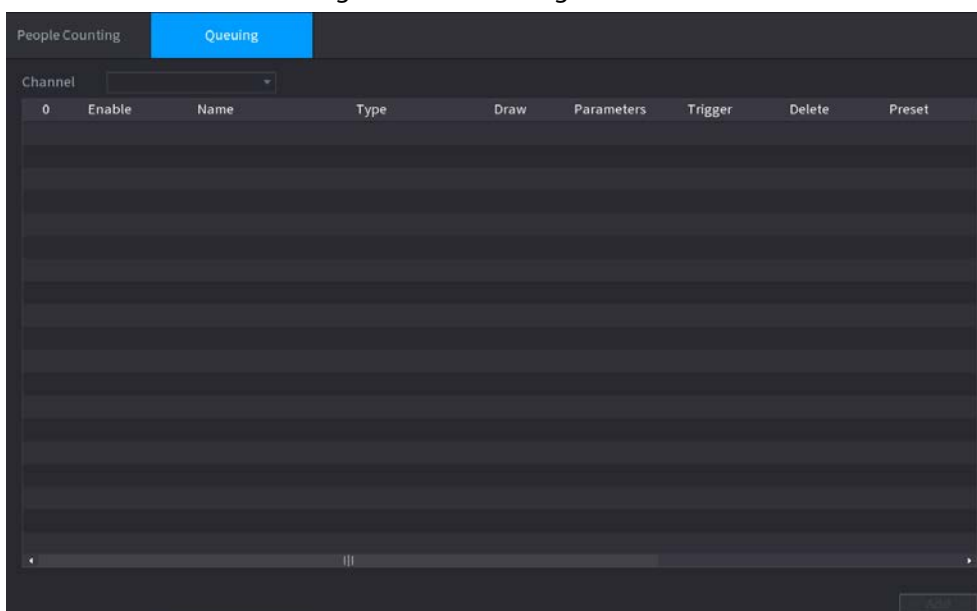 People Counting Queuing
Channel
0 Enable Name Type Draw Parameters Trigger Delete Preset